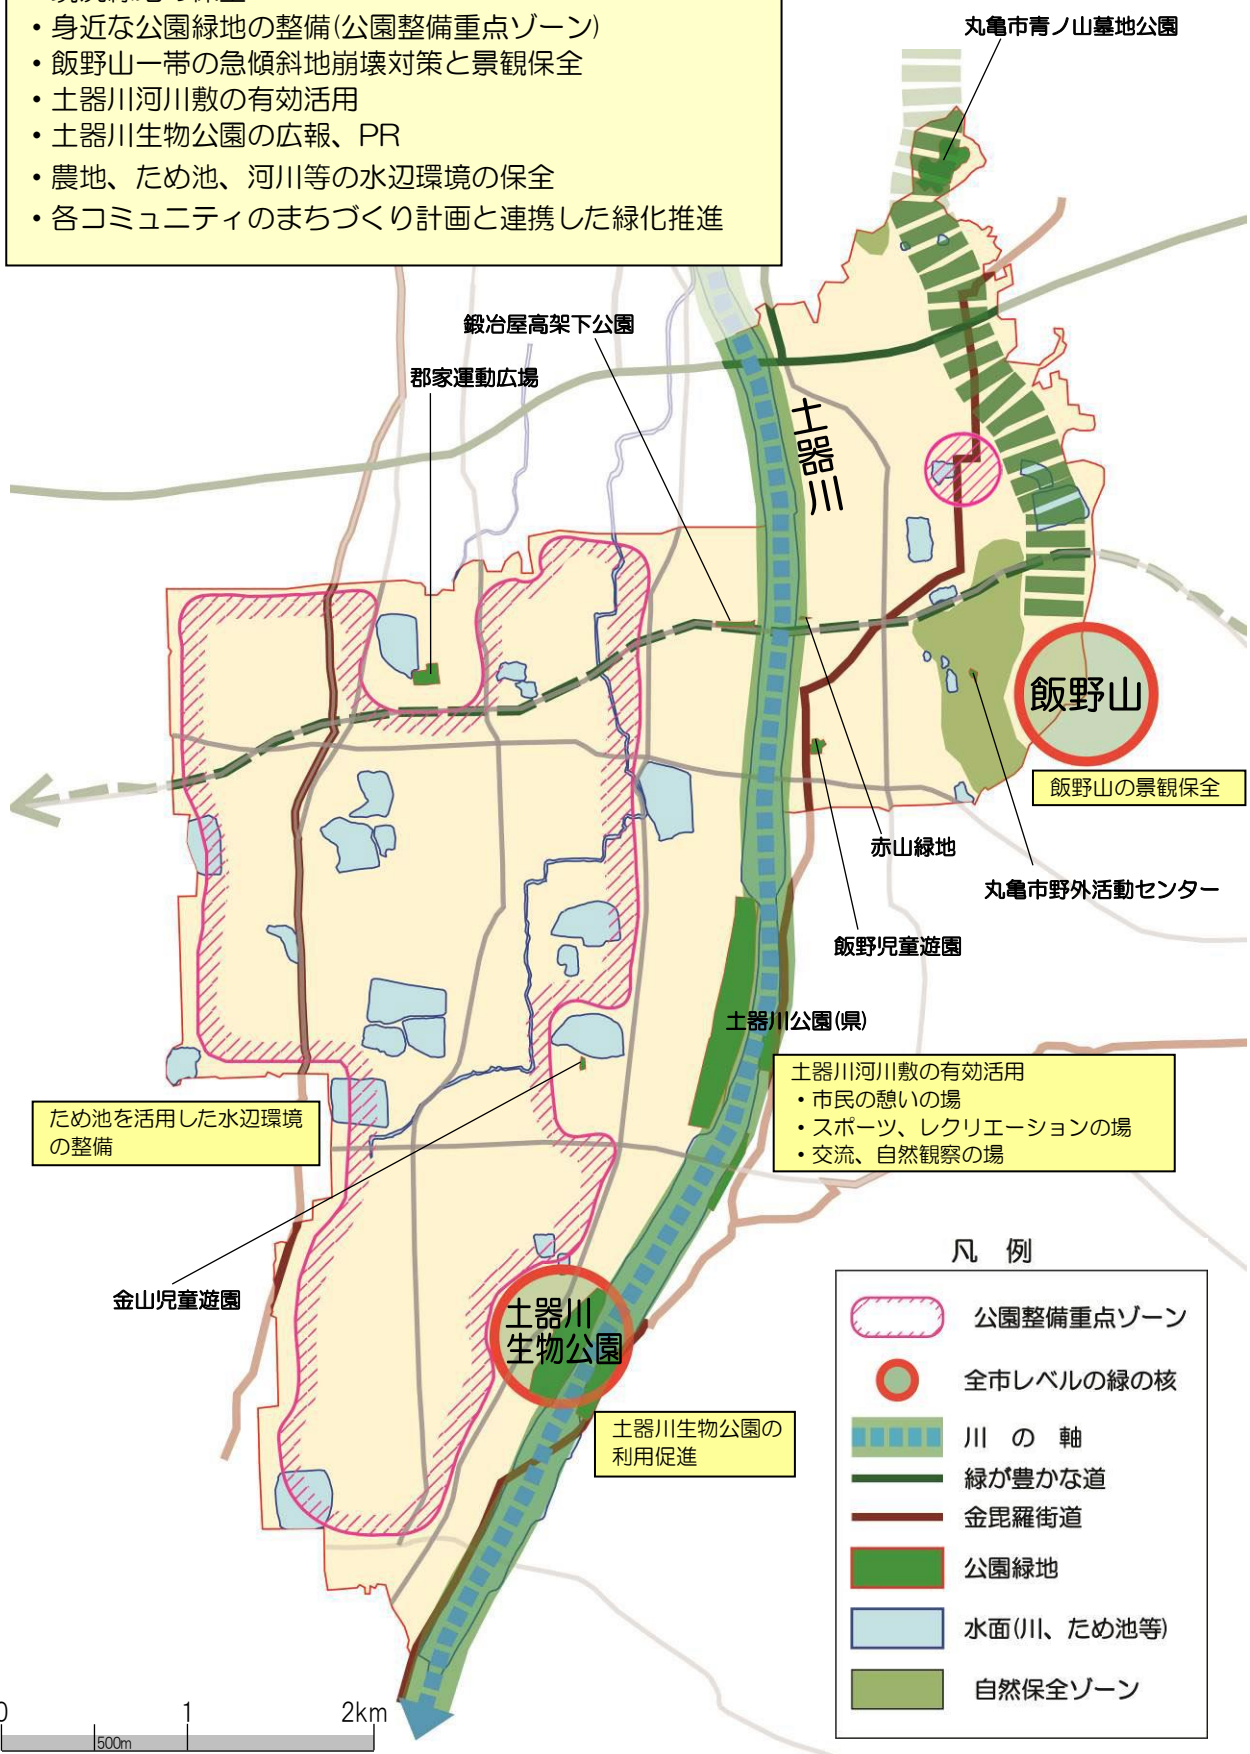 ・身近な公園緑地の整備(公園整備重点ゾーン)
・飯野山一帯の急傾斜地崩壊対策と景観保全
・土器川河川敷の有効活用
・土器川生物公園の広報、PR
・農地、ため池、河川等の水辺環境の保全
・各コミュニティのまちづくり計画と連携した緑化推進
丸亀市青ノ山墓地公園
鍛冶屋高架下公園
郡家運動広場
土器川
飯野山
飯野山の景観保全
赤山緑地
丸亀市野外活動センター
飯野児童遊園
土器川公園(県)
土器川河川敷の有効活用
・市民の憩いの場
・スポーツ、レクリエーションの場
・交流、自然観察の場
ため池を活用した水辺環境
の整備
金山児童遊園
土器川
生物公園
土器川生物公園の
利用促進
凡 例
公園整備重点ゾーン
全市レベルの緑の核
川 の 軸
緑が豊かな道
金毘羅街道
公園緑地
水面(川、ため池等)
自然保全ゾーン
0 1 2km
500m